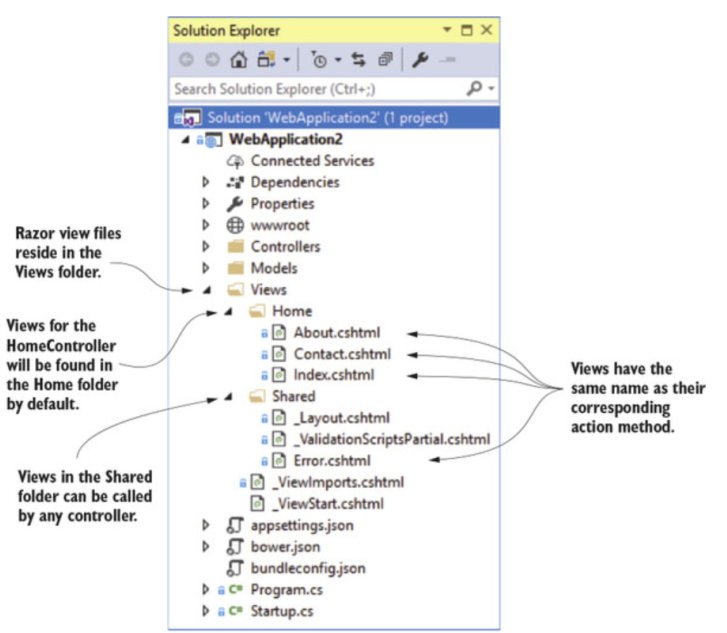 Solution Explorer
Search Solution Explorer (Ctrl+;)
Solution 'WebApplication2' (1 project)
WebApplication2
Connected Services
Dependencies
Properties
wwwroot
Controllers
Models
Views
Home
About.cshtml
Contact.cshtml
Index.cshtml
Shared
_Layout.cshtml
_ValidationScriptsPartial.cshtml
Error.cshtml
_ViewImports.cshtml
_ViewStart.cshtml
appsettings.json
bower.json
bundleconfig.json
C# Program.cs
C# Startup.cs
Razor view files
reside in the
Views folder.
Views for the
HomeController
will be found in
the Home folder
by default.
Views in the Shared
folder can be called
by any controller.
Views have the
same name as their
corresponding
action method.